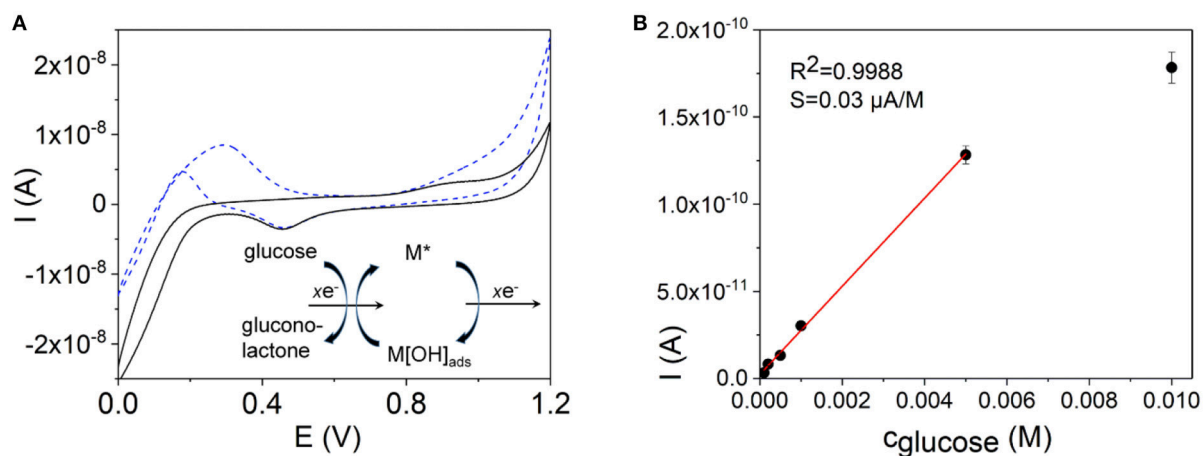 A
2x10⁻⁸
1x10⁻⁸
0
-1x10⁻⁸
-2x10⁻⁸
I (A)
0.0 0.4 0.8 1.2
E (V)
glucose M*
xe⁻ xe⁻
glucono-
lactone
M[OH]ads
B
2.0x10⁻¹⁰
1.5x10⁻¹⁰
1.0x10⁻¹⁰
5.0x10⁻¹¹
0.0
I (A)
R²=0.9988
S=0.03 µA/M
0.000 0.002 0.004 0.006 0.008 0.010
cglucose (M)